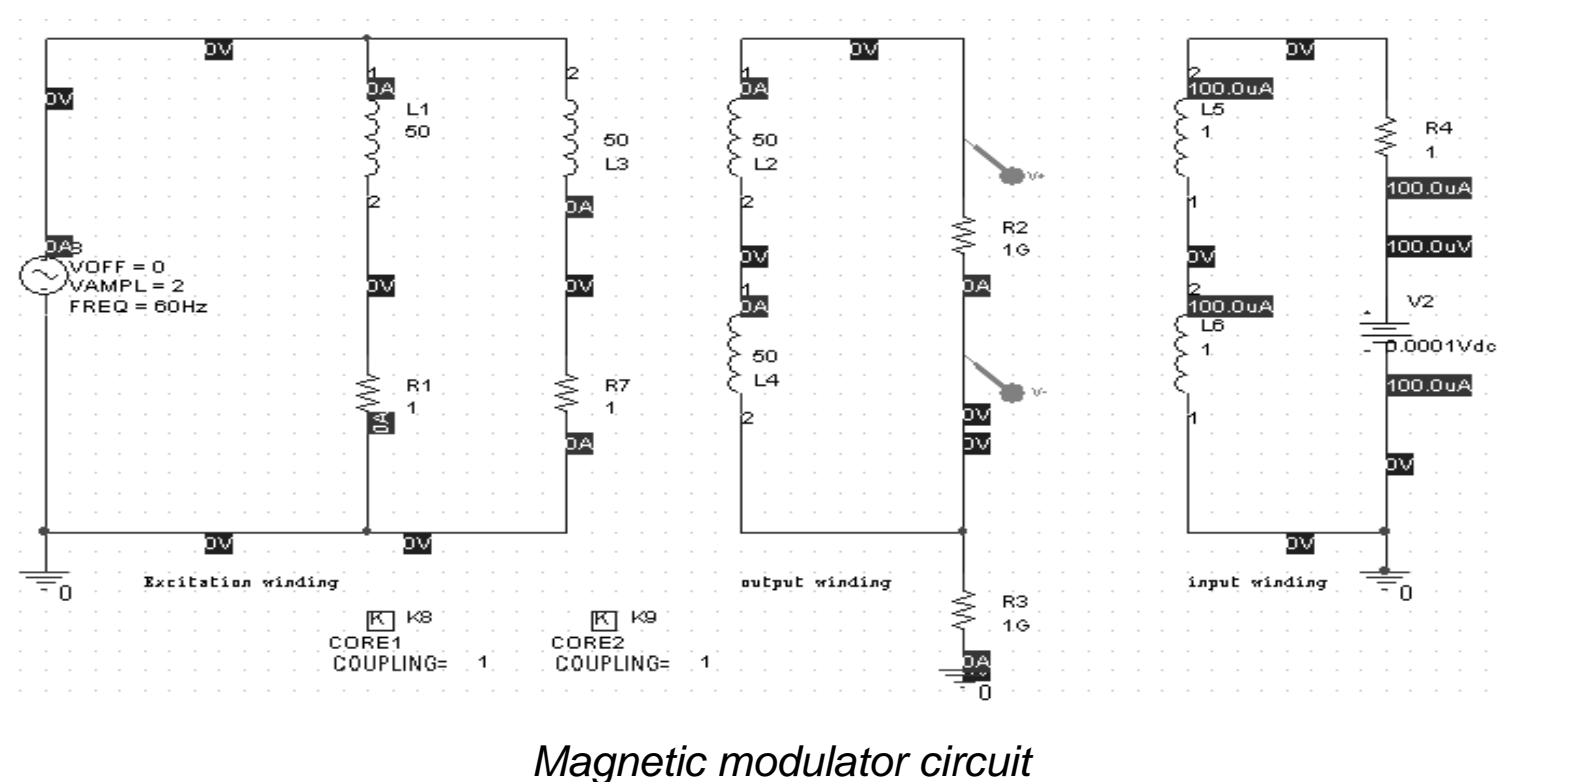 0V
0V
0V
1
2
0A
0A
1
0A
2
100.0uA
L1
50
50
L3
50
L2
V+
L5
1
R4
1
100.0uA
2
0A
2
1
R2
1G
0V
0V
100.0uV
0A
VOFF = 0
VAMPL = 2
FREQ = 60Hz
0V
0V
1
0A
0A
2
100.0uA
V2
L6
1
0.0001Vdc
50
L4
R1
1
R7
1
V-
100.0uA
0A
0A
2
0V
0V
1
0V
0V
0V
0V
0
Excitation winding
output winding
input winding
0
K K8
CORE1
COUPLING= 1
K K9
CORE2
COUPLING= 1
R3
1G
0A
0
Magnetic modulator circuit